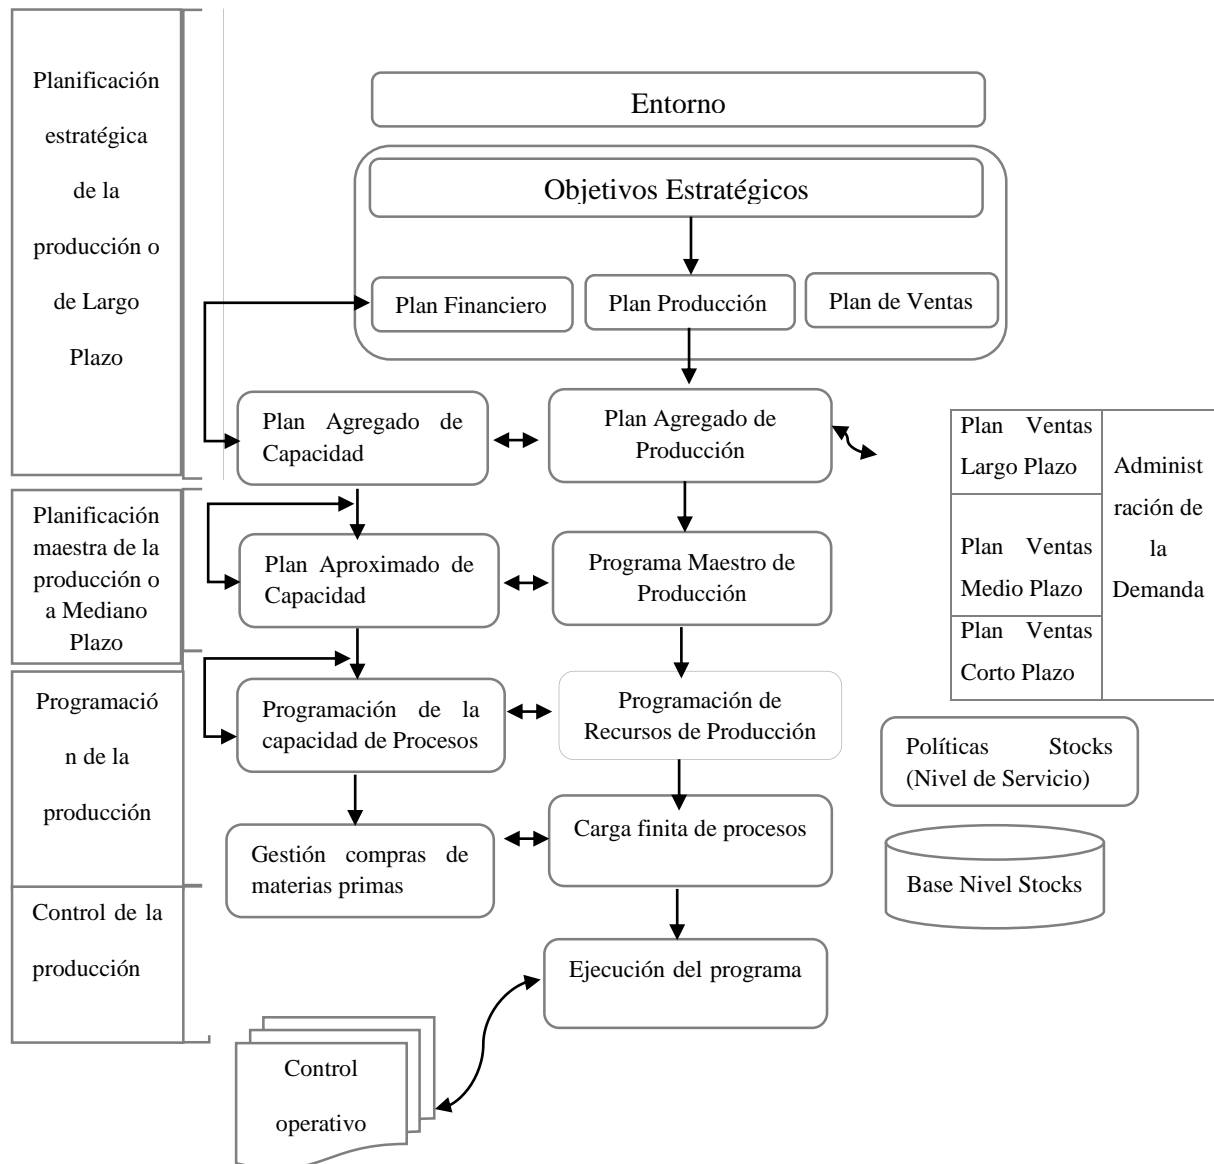 Planificación
estratégica
de la
producción o
de Largo
Plazo
Entorno
Objetivos Estratégicos
Plan Financiero
Plan Producción
Plan de Ventas
Plan Agregado de
Capacidad
Plan Agregado de
Producción
Plan Ventas
Largo Plazo
Plan Ventas
Medio Plazo
Plan Ventas
Corto Plazo
Administ
ración de
la
Demanda
Planificación
maestra de la
producción o
a Mediano
Plazo
Plan Aproximado de
Capacidad
Programa Maestro de
Producción
Programació
n de la
producción
Programación de la
capacidad de Procesos
Programación de
Recursos de Producción
Políticas Stocks
(Nivel de Servicio)
Gestión compras de
materias primas
Carga finita de procesos
Base Nivel Stocks
Control de la
producción
Ejecución del programa
Control
operativo